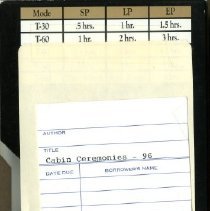 Mode SP LP EP
T-30 .5 hrs. 1 hr. 1.5 hrs.
T-60 1 hr. 2 hrs. 3 hrs.
AUTHOR
TITLE
Cabin Ceremonies - 96
DATE DUE BORROWER'S NAME